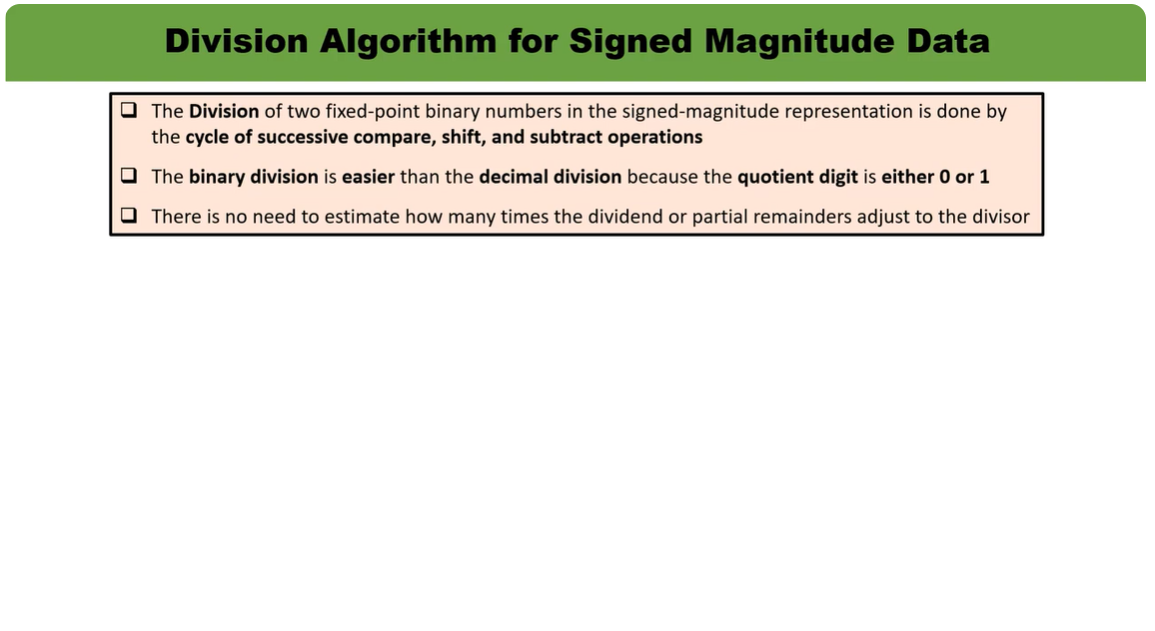 Division Algorithm for Signed Magnitude Data
❑ The Division of two fixed-point binary numbers in the signed-magnitude representation is done by
the cycle of successive compare, shift, and subtract operations
❑ The binary division is easier than the decimal division because the quotient digit is either 0 or 1
❑ There is no need to estimate how many times the dividend or partial remainders adjust to the divisor